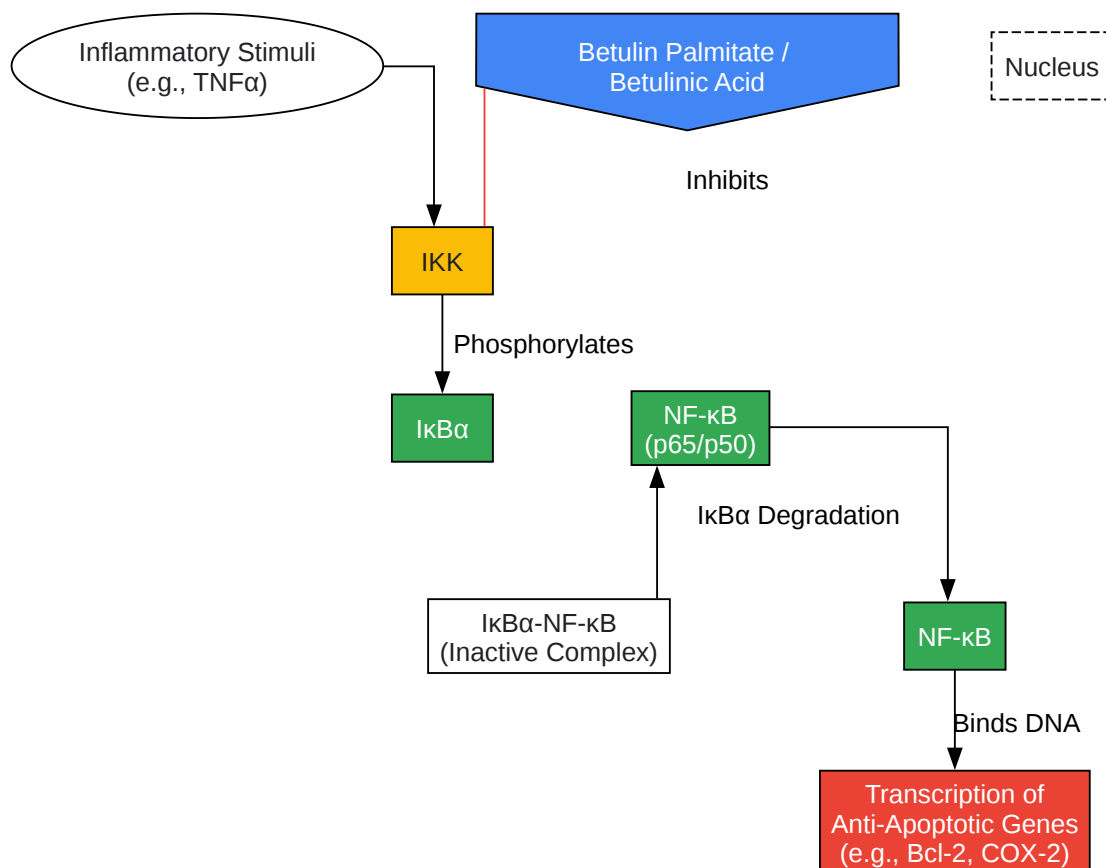 Inflammatory Stimuli
(e.g., TNFα)
Betulin Palmitate /
Betulinic Acid
Nucleus
Inhibits
IKK
Phosphorylates
IκBα
NF-κB
(p65/p50)
IκBα Degradation
IκBα-NF-κB
(Inactive Complex)
NF-κB
Binds DNA
Transcription of
Anti-Apoptotic Genes
(e.g., Bcl-2, COX-2)